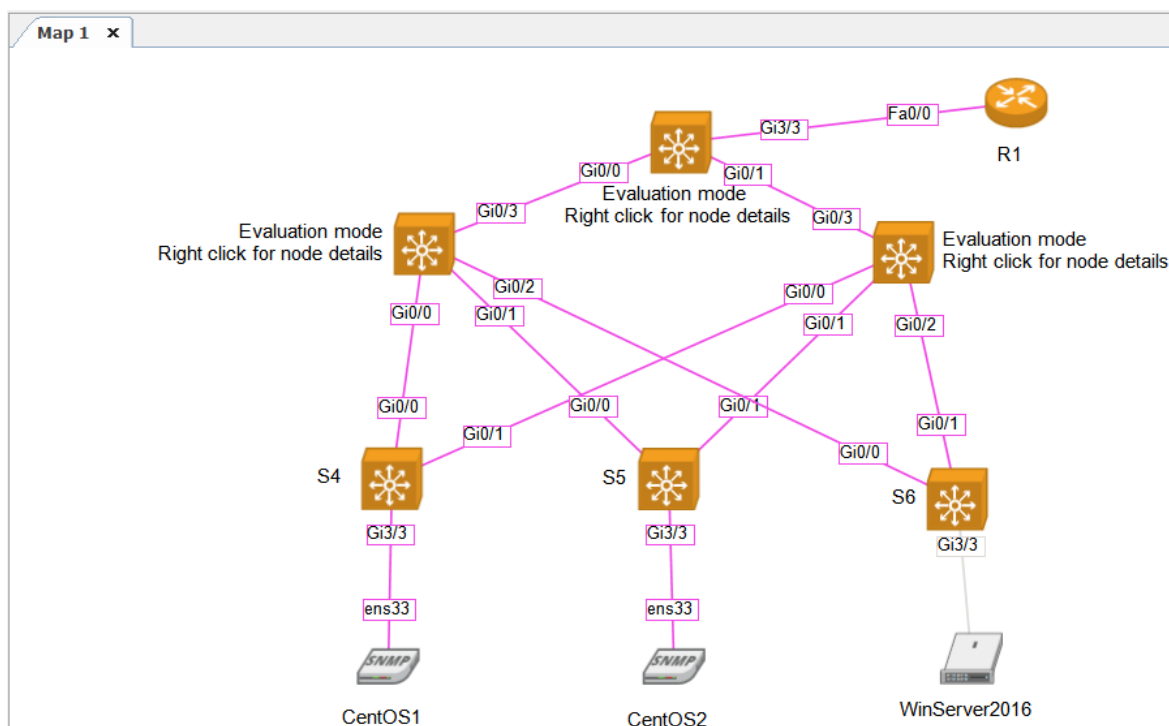 Map 1 x
Fa0/0
Gi3/3
R1
Gi0/0
Gi0/1
Evaluation mode
Right click for node details
Gi0/3
Gi0/3
Evaluation mode
Right click for node details
Evaluation mode
Right click for node details
Gi0/2
Gi0/0
Gi0/0
Gi0/1
Gi0/1
Gi0/2
Gi0/0
Gi0/0
Gi0/1
Gi0/1
Gi0/1
Gi0/0
S4
S5
S6
Gi3/3
Gi3/3
Gi3/3
ens33
ens33
SNMP
SNMP
CentOS1
CentOS2
WinServer2016